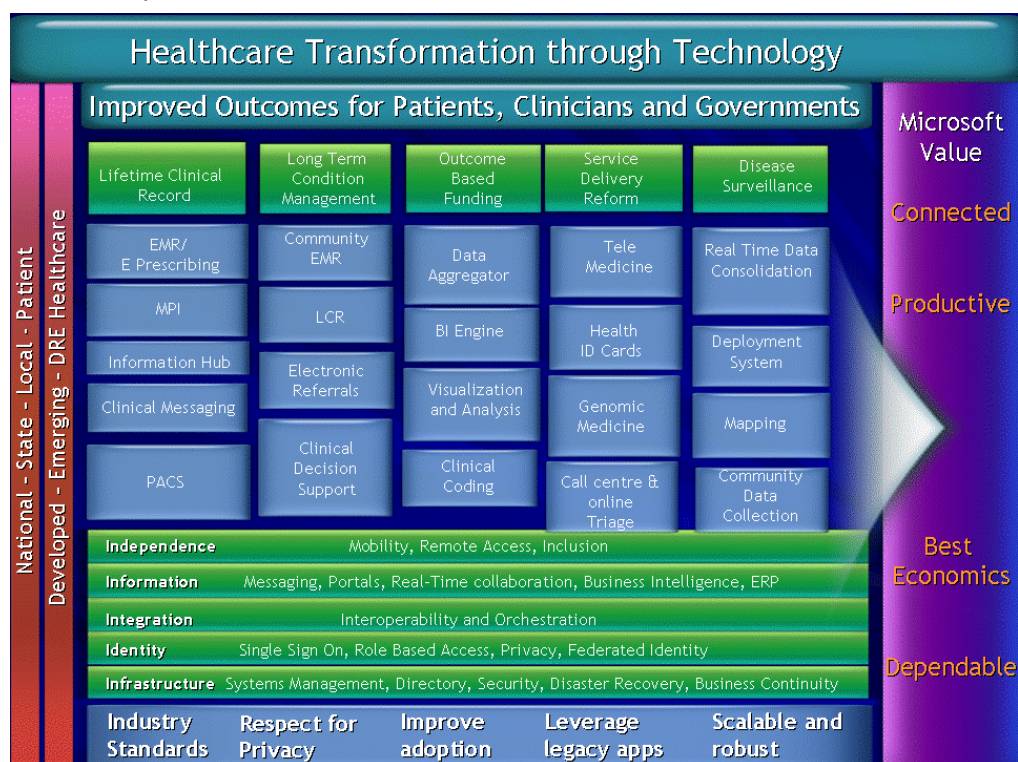 Healthcare Transformation through Technology
Improved Outcomes for Patients, Clinicians and Governments
National - State - Local - Patient
Developed - Emerging - DRE Healthcare
Lifetime Clinical
Record
EMR/
E Prescribing
MPI
Information Hub
Clinical Messaging
PACS
Long Term
Condition
Management
Community
EMR
LCR
Electronic
Referrals
Clinical
Decision
Support
Outcome
Based
Funding
Data
Aggregator
BI Engine
Visualization
and Analysis
Clinical
Coding
Service
Delivery
Reform
Tele
Medicine
Health
ID Cards
Genomic
Medicine
Call centre &
online
Triage
Disease
Surveillance
Real Time Data
Consolidation
Deployment
System
Mapping
Community
Data
Collection
Independence Mobility, Remote Access, Inclusion
Information Messaging, Portals, Real-Time collaboration, Business Intelligence, ERP
Integration Interoperability and Orchestration
Identity Single Sign On, Role Based Access, Privacy, Federated Identity
Infrastructure Systems Management, Directory, Security, Disaster Recovery, Business Continuity
Industry
Standards
Respect for
Privacy
Improve
adoption
Leverage
legacy apps
Scalable and
robust
Microsoft
Value
Connected
Productive
Best
Economics
Dependable